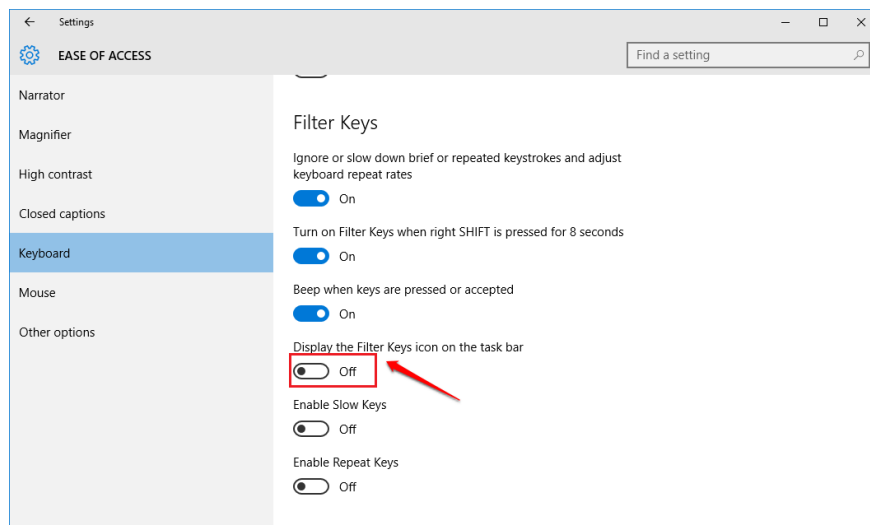 Settings
EASE OF ACCESS
Find a setting
Narrator
Magnifier
High contrast
Closed captions
Keyboard
Mouse
Other options
Filter Keys
Ignore or slow down brief or repeated keystrokes and adjust
keyboard repeat rates
On
Turn on Filter Keys when right SHIFT is pressed for 8 seconds
On
Beep when keys are pressed or accepted
On
Display the Filter Keys icon on the task bar
Off
Enable Slow Keys
Off
Enable Repeat Keys
Off